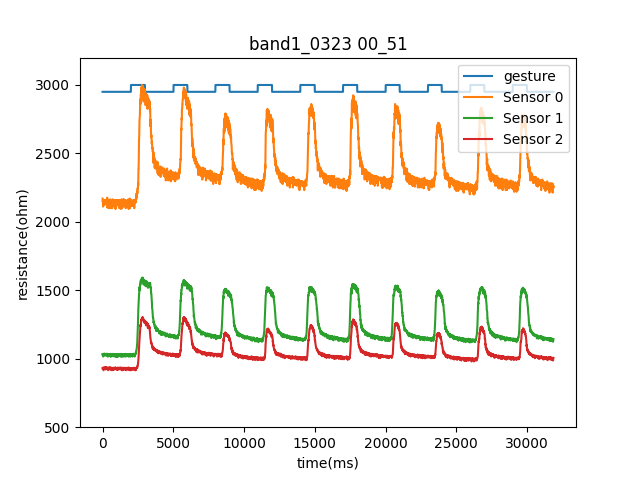 band1_0323 00_51
gesture
Sensor 0
Sensor 1
Sensor 2
3000
2500
2000
1500
1000
500
resistance(ohm)
0 5000 10000 15000 20000 25000 30000
time(ms)